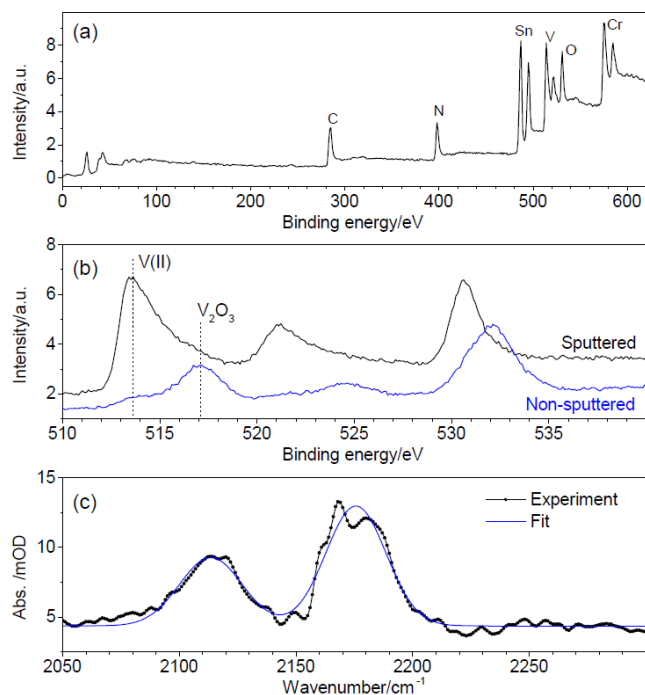 (a)
Intensity/a.u.
8
6
4
2
0
C
N
Sn
V
O
Cr
0 100 200 300 400 500 600
Binding energy/eV
(b)
Intensity/a.u.
8
6
4
2
V(II)
V₂O₃
Sputtered
Non-sputtered
510 515 520 525 530 535
Binding energy/eV
(c)
Abs. /mOD
15
10
5
Experiment
Fit
2050 2100 2150 2200 2250
Wavenumber/cm⁻¹